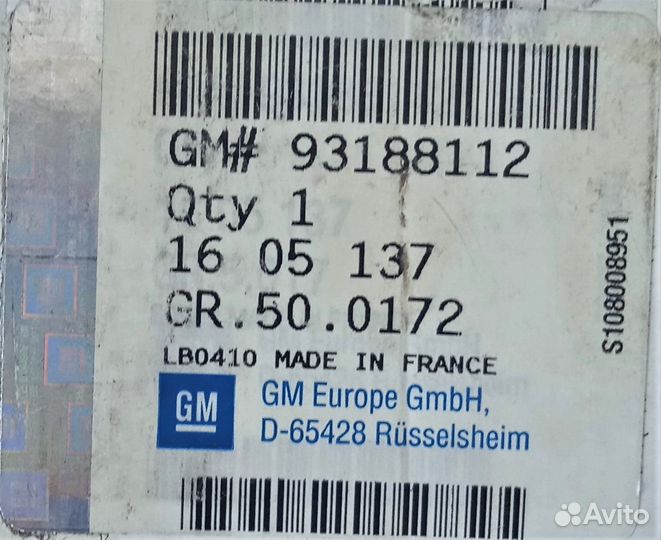 GM# 93188112
Qty 1
16 05 137
GR.50.0172
LB0410 MADE IN FRANCE
GM
GM Europe GmbH,
D-65428 Rüsselsheim
S108008951
Avito